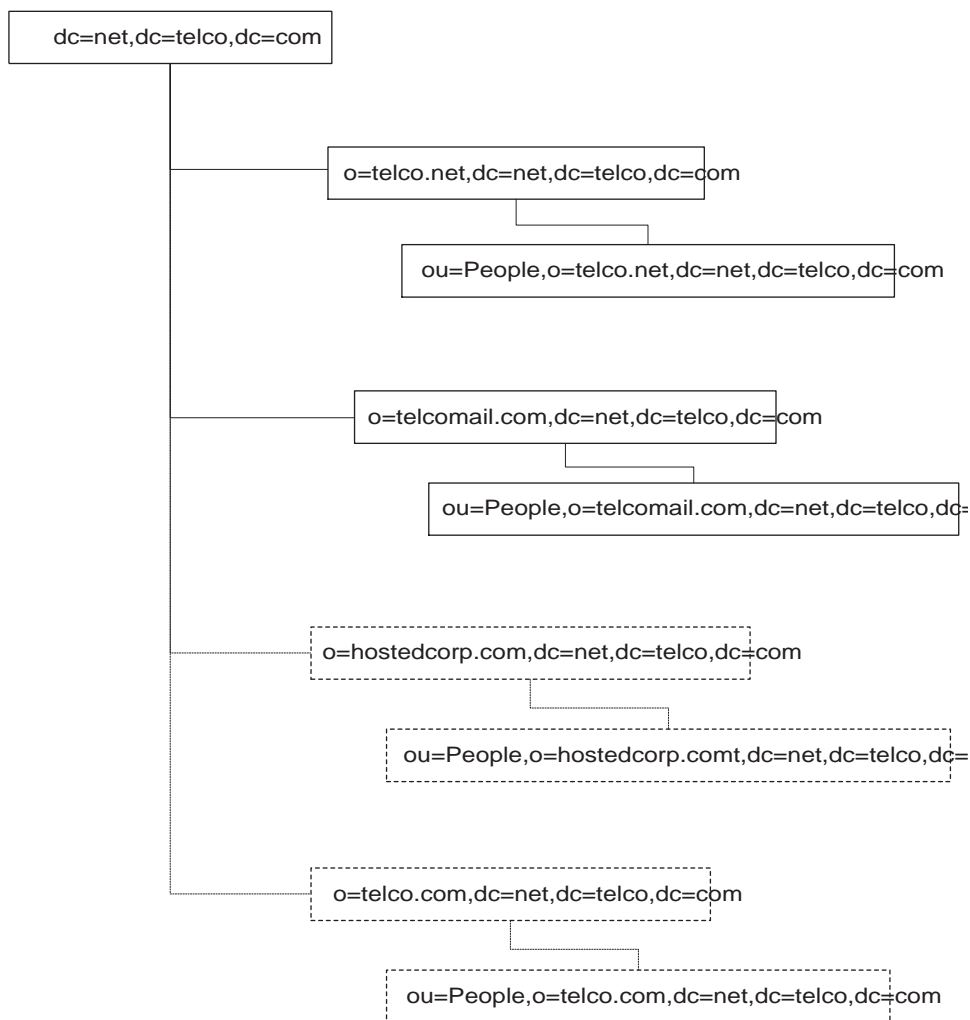 dc=net,dc=telco,dc=com
o=telco.net,dc=net,dc=telco,dc=com
ou=People,o=telco.net,dc=net,dc=telco,dc=com
o=telcomail.com,dc=net,dc=telco,dc=com
ou=People,o=telcomail.com,dc=net,dc=telco,dc=
o=hostedcorp.com,dc=net,dc=telco,dc=com
ou=People,o=hostedcorp.comt,dc=net,dc=telco,dc=
o=telco.com,dc=net,dc=telco,dc=com
ou=People,o=telco.com,dc=net,dc=telco,dc=com